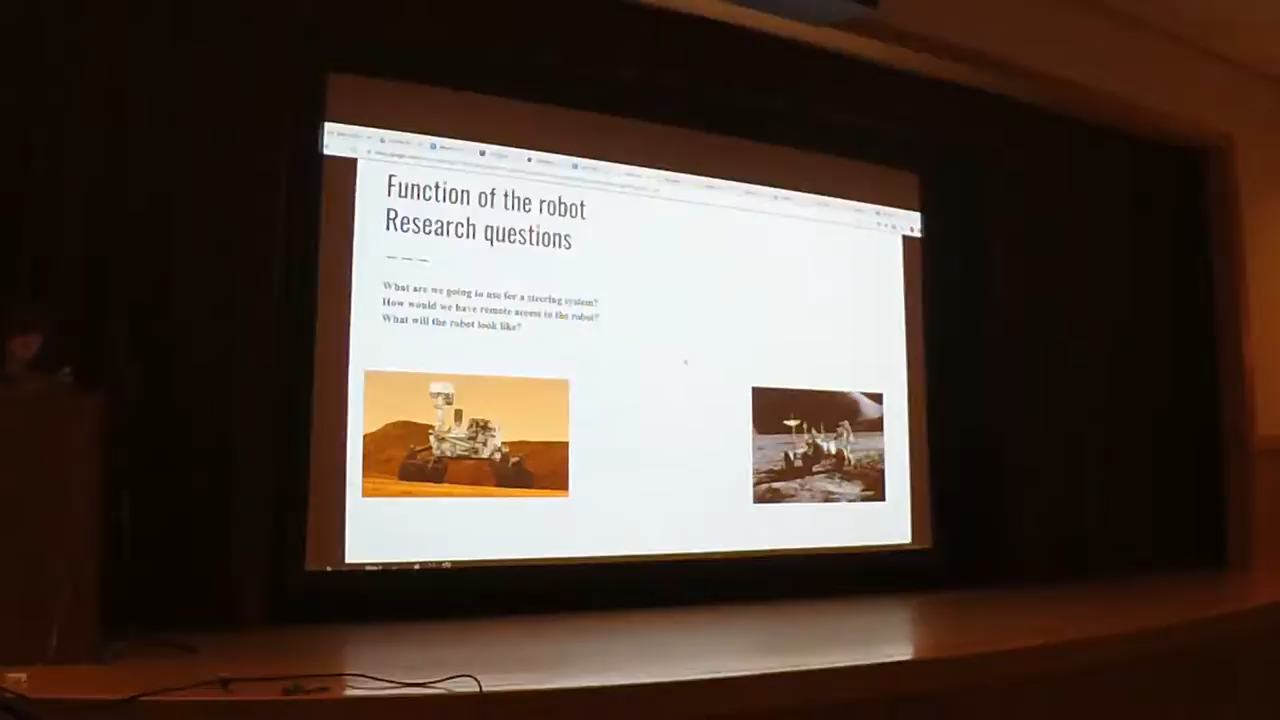 Function of the robot
Research questions
What are we going to use for a steering system?
How would we have remote access to the robot?
What will the robot look like?